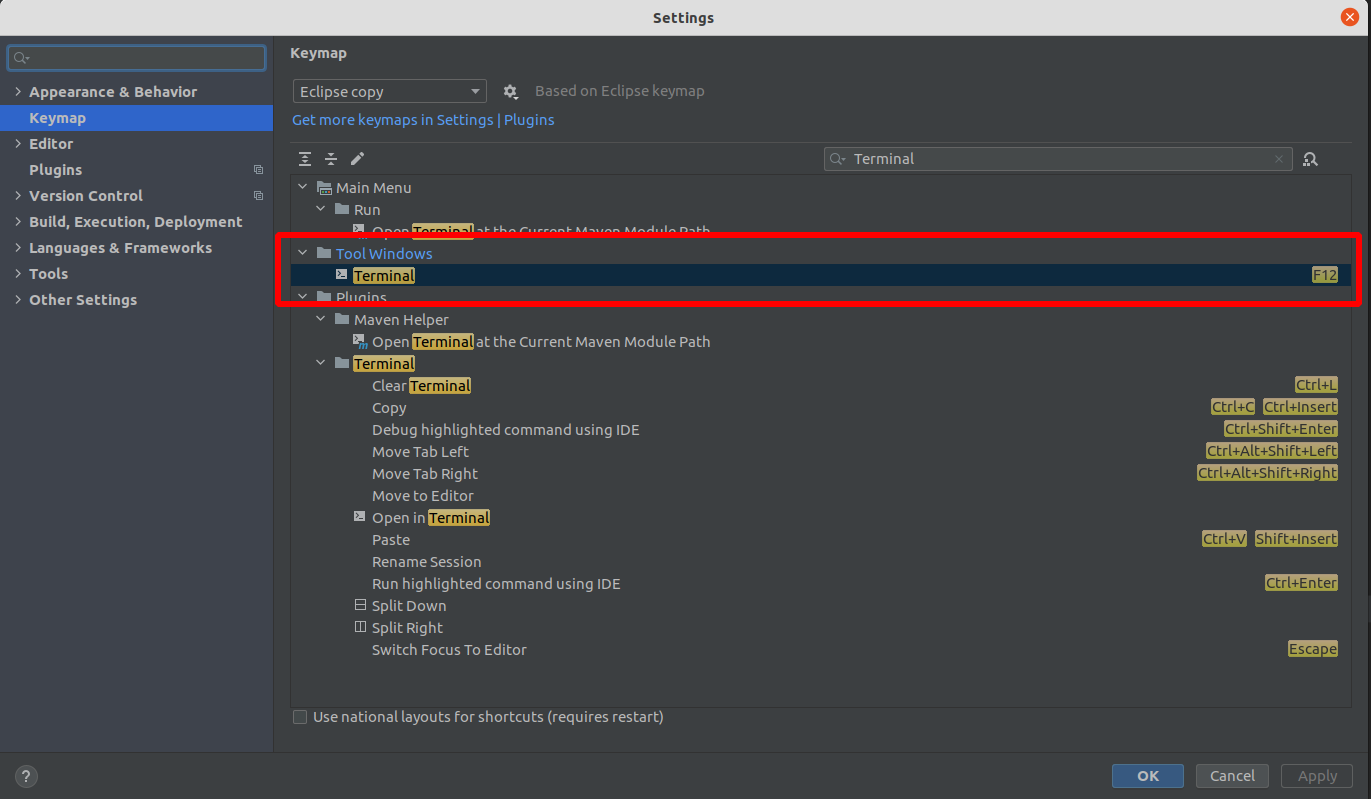 Settings
Appearance & Behavior
Keymap
Editor
Plugins
Version Control
Build, Execution, Deployment
Languages & Frameworks
Tools
Other Settings
?
Keymap
Eclipse copy
Based on Eclipse keymap
Get more keymaps in Settings | Plugins
Terminal
Main Menu
Run
Open Terminal at the Current Maven Module Path
Tool Windows
Terminal F12
Plugins
Maven Helper
Open Terminal at the Current Maven Module Path
Terminal
Clear Terminal Ctrl+L
Copy Ctrl+C Ctrl+Insert
Debug highlighted command using IDE Ctrl+Shift+Enter
Move Tab Left Ctrl+Alt+Shift+Left
Move Tab Right Ctrl+Alt+Shift+Right
Move to Editor
Open in Terminal
Paste Ctrl+V Shift+Insert
Rename Session
Run highlighted command using IDE Ctrl+Enter
Split Down
Split Right
Switch Focus To Editor Escape
Use national layouts for shortcuts (requires restart)
OK Cancel Apply